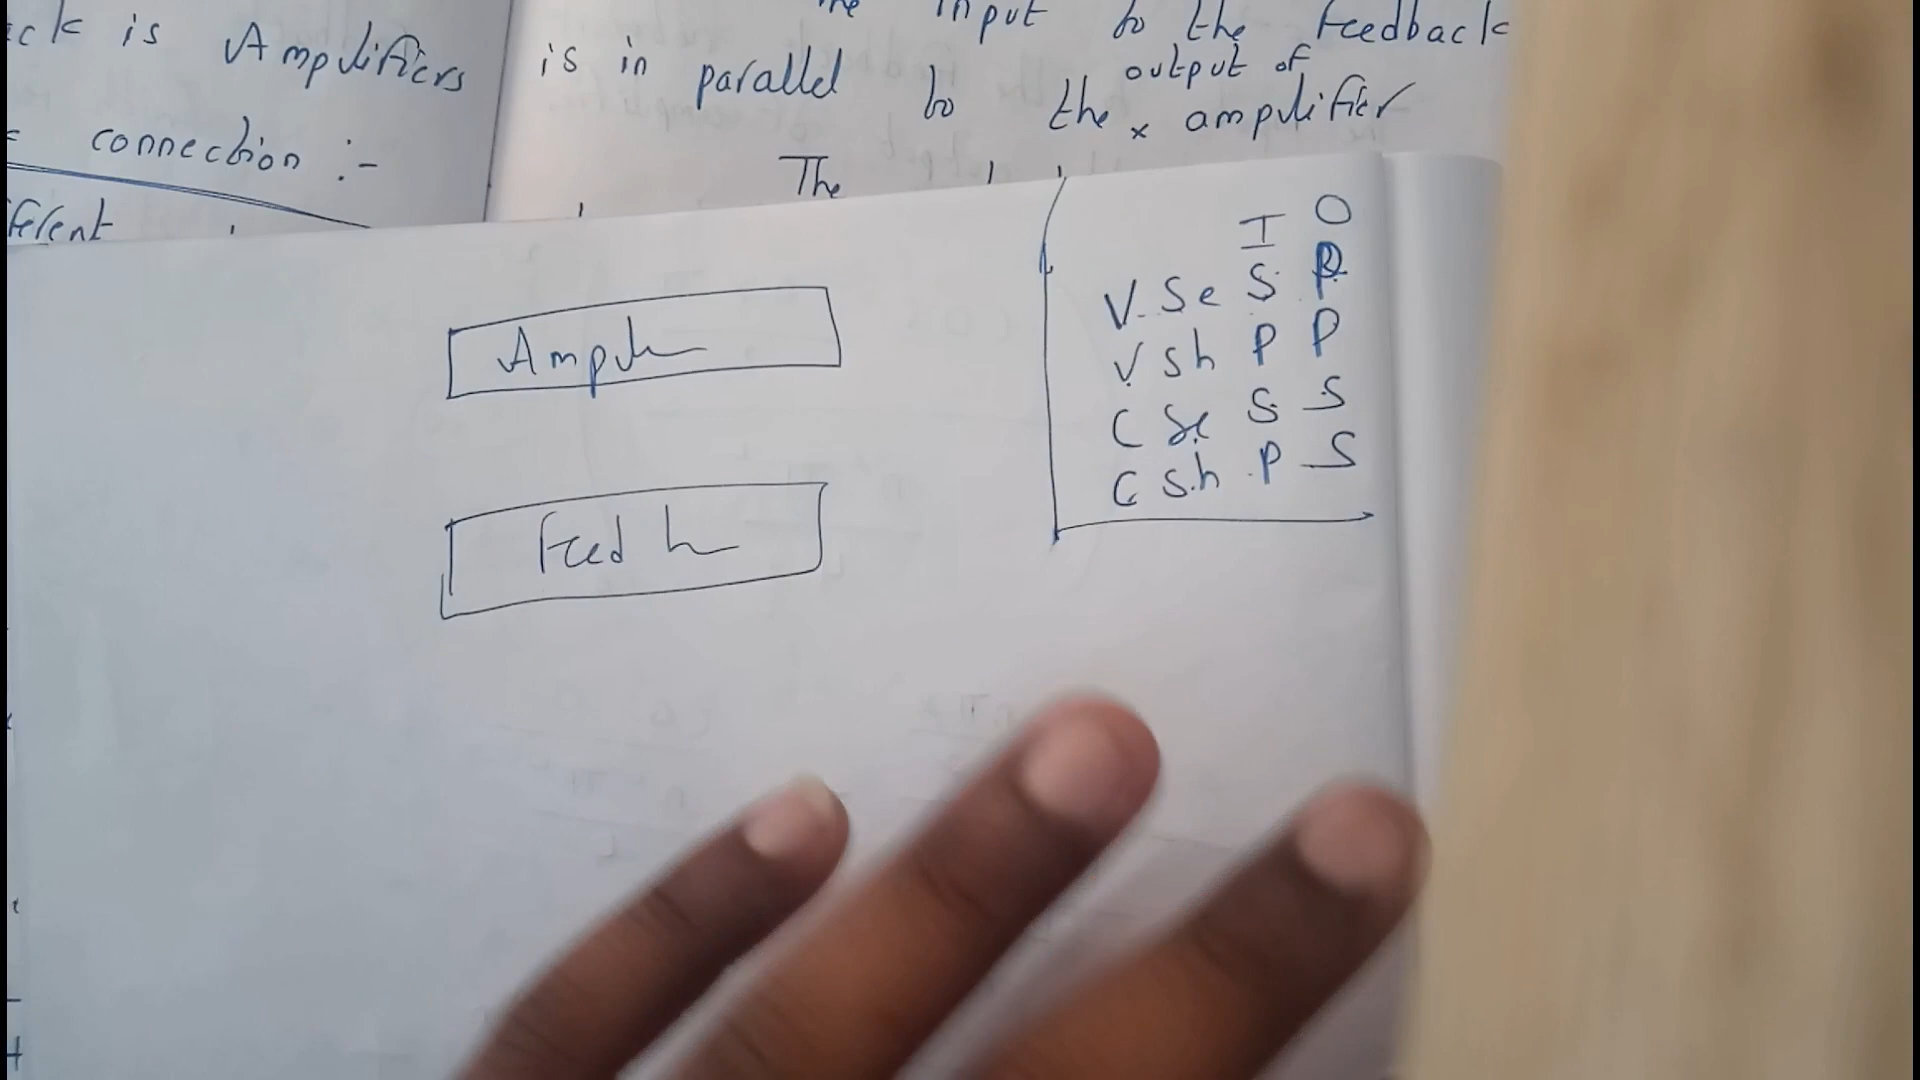 is Amplifiers
connection :-
input to the feedback
is in parallel to the × amplifier
output of
The
I O
V Se S P
V Sh P P
C Se S S
C Sh P S
Ampl
Feed